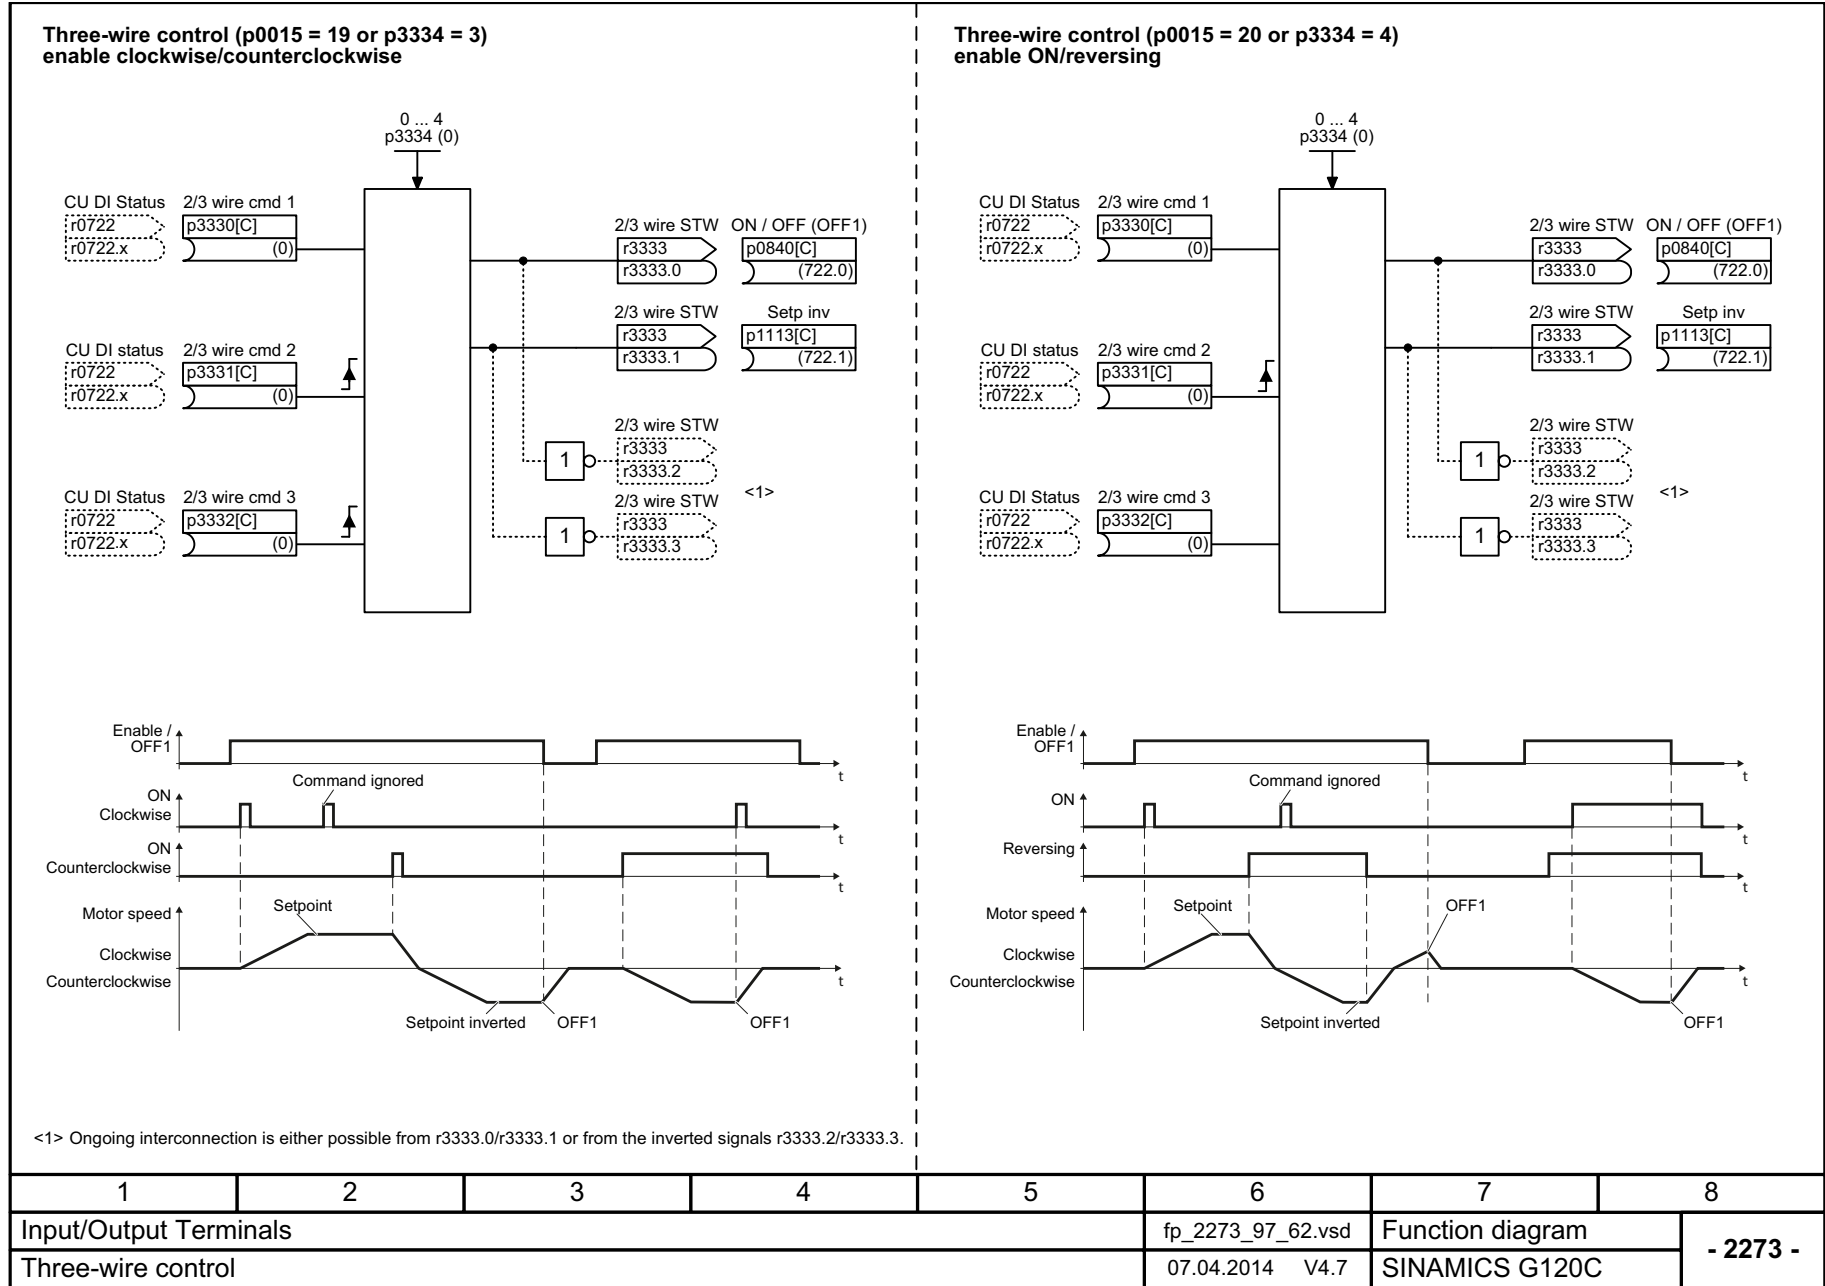 Three-wire control (p0015 = 19 or p3334 = 3)
enable clockwise/counterclockwise
0 ... 4
p3334 (0)
CU DI Status
r0722
r0722.x
2/3 wire cmd 1
p3330[C]
(0)
CU DI status
r0722
r0722.x
2/3 wire cmd 2
p3331[C]
(0)
CU DI Status
r0722
r0722.x
2/3 wire cmd 3
p3332[C]
(0)
2/3 wire STW
r3333
r3333.0
ON / OFF (OFF1)
p0840[C]
(722.0)
2/3 wire STW
r3333
r3333.1
Setp inv
p1113[C]
(722.1)
1
2/3 wire STW
r3333
r3333.2
<1>
1
2/3 wire STW
r3333
r3333.3
Enable /
OFF1
t
Command ignored
ON
Clockwise
t
ON
Counterclockwise
t
Motor speed
Setpoint
Clockwise
Counterclockwise
t
Setpoint inverted
OFF1
OFF1
<1> Ongoing interconnection is either possible from r3333.0/r3333.1 or from the inverted signals r3333.2/r3333.3.
Three-wire control (p0015 = 20 or p3334 = 4)
enable ON/reversing
0 ... 4
p3334 (0)
CU DI Status
r0722
r0722.x
2/3 wire cmd 1
p3330[C]
(0)
CU DI status
r0722
r0722.x
2/3 wire cmd 2
p3331[C]
(0)
CU DI Status
r0722
r0722.x
2/3 wire cmd 3
p3332[C]
(0)
2/3 wire STW
r3333
r3333.0
ON / OFF (OFF1)
p0840[C]
(722.0)
2/3 wire STW
r3333
r3333.1
Setp inv
p1113[C]
(722.1)
1
2/3 wire STW
r3333
r3333.2
<1>
1
2/3 wire STW
r3333
r3333.3
Enable /
OFF1
t
Command ignored
ON
t
Reversing
t
Motor speed
Setpoint
OFF1
Clockwise
Counterclockwise
t
Setpoint inverted
OFF1
1 2 3 4 5 6 7 8
Input/Output Terminals
fp_2273_97_62.vsd
Function diagram
- 2273 -
Three-wire control
07.04.2014 V4.7
SINAMICS G120C